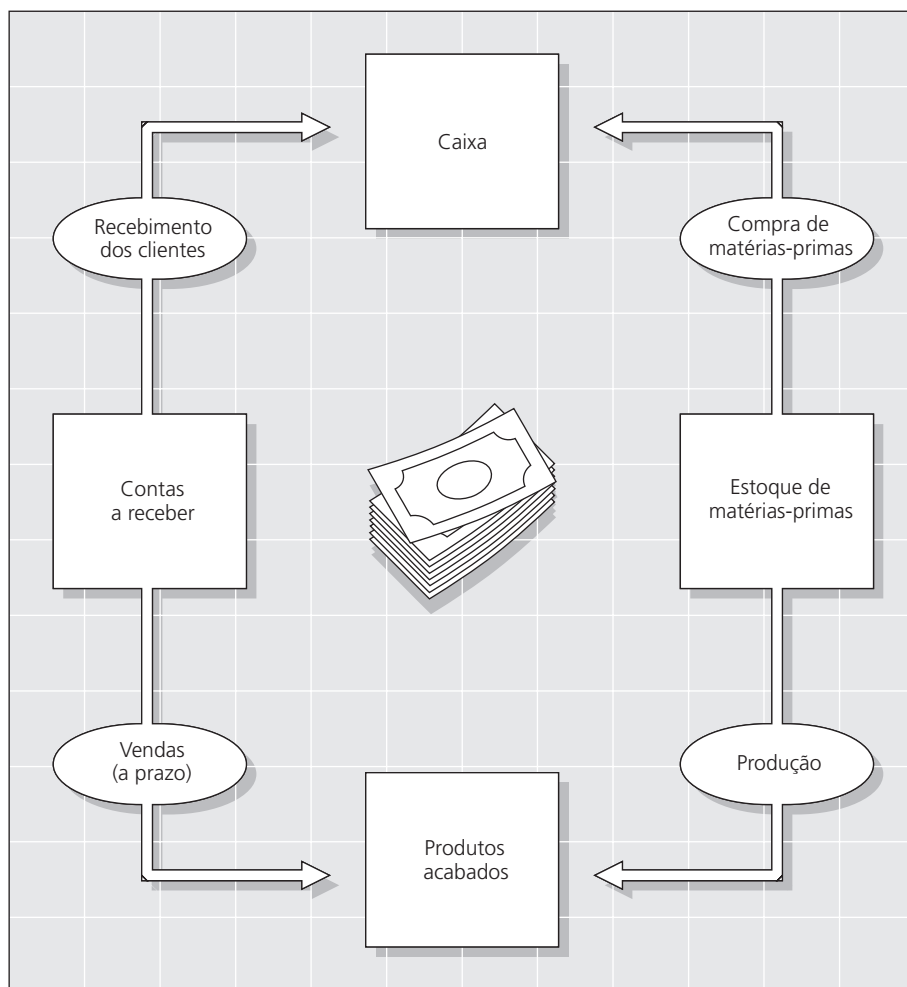 Caixa
Recebimento
dos clientes
Compra de
matérias-primas
Contas
a receber
Estoque de
matérias-primas
Vendas
(a prazo)
Produção
Produtos
acabados